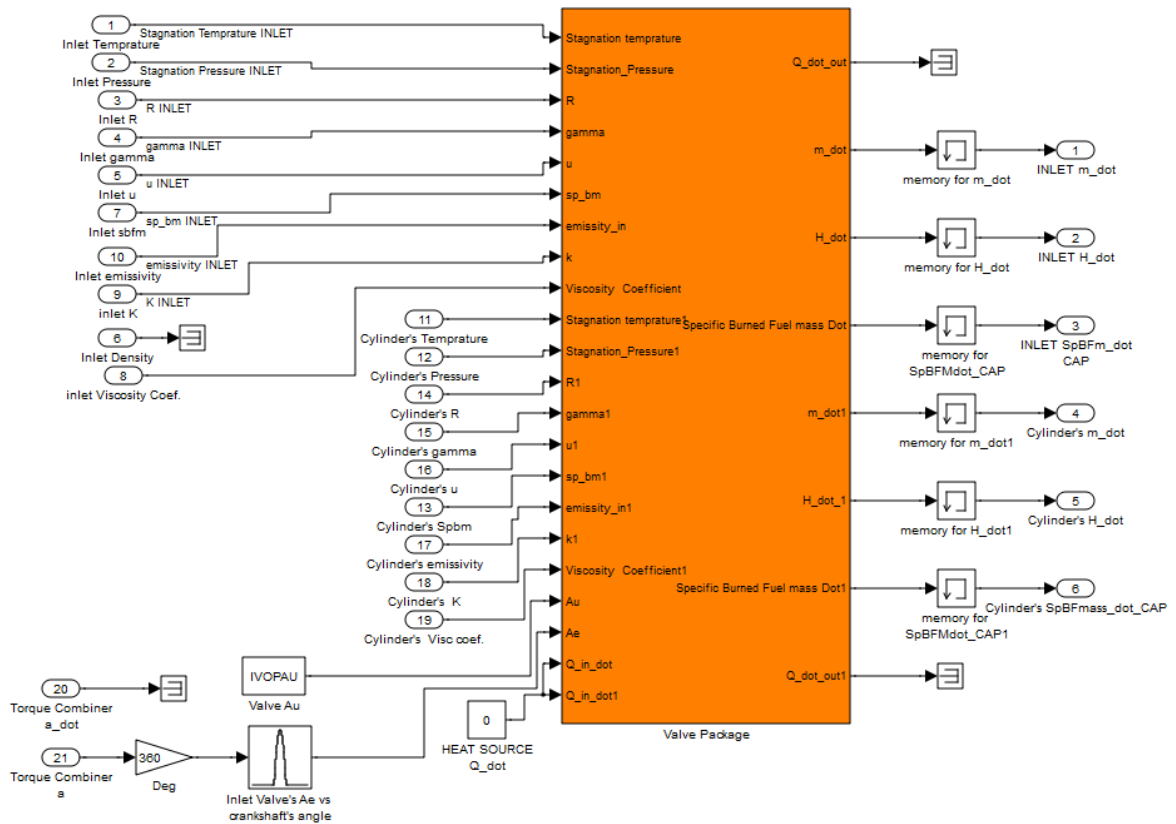 1
Inlet Temprature
Stagnation Temprature INLET
2
Inlet Pressure
Stagnation Pressure INLET
3
Inlet R
R INLET
4
Inlet gamma
gamma INLET
5
Inlet u
u INLET
7
Inlet sbfm
sp_bm INLET
10
Inlet emissivity
emissivity INLET
9
inlet K
K INLET
6
Inlet Density
8
inlet Viscosity Coef.
11
Cylinder's Temprature
12
Cylinder's Pressure
14
Cylinder's R
15
Cylinder's gamma
16
Cylinder's u
13
Cylinder's Spbm
17
Cylinder's emissivity
18
Cylinder's K
19
Cylinder's Visc coef.
IVOPAU
Valve Au
20
Torque Combiner
a_dot
21
Torque Combiner
a
360
Deg
Inlet Valve's Ae vs
crankshaft's angle
0
HEAT SOURCE
Q_dot
Stagnation temprature
Stagnation_Pressure
R
gamma
u
sp_bm
emissity_in
k
Viscosity Coefficient
Stagnation temprature1
Stagnation_Pressure1
R1
gamma1
u1
sp_bm1
emissity_in1
k1
Viscosity Coefficient1
Au
Ae
Q_in_dot
Q_in_dot1
Q_dot_out
m_dot
H_dot
Specific Burned Fuel mass Dot
m_dot1
H_dot_1
Specific Burned Fuel mass Dot1
Q_dot_out1
Valve Package
memory for m_dot
1
INLET m_dot
memory for H_dot
2
INLET H_dot
memory for
SpBFMdot_CAP
3
INLET SpBFm_dot
CAP
memory for m_dot1
4
Cylinder's m_dot
memory for H_dot1
5
Cylinder's H_dot
memory for
SpBFMdot_CAP1
6
Cylinder's SpBFmass_dot_CAP